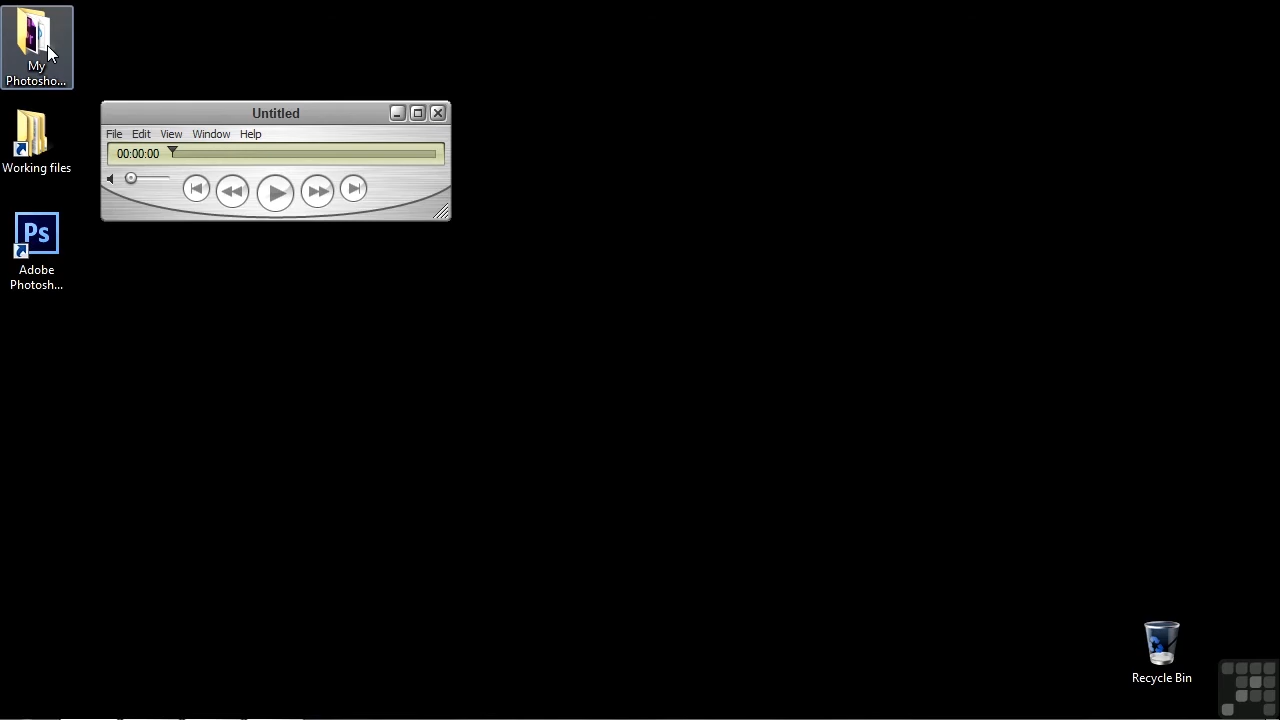 My
Photosho...
Working files
Ps
Adobe
Photosh...
Untitled
File Edit View Window Help
00:00:00
Recycle Bin